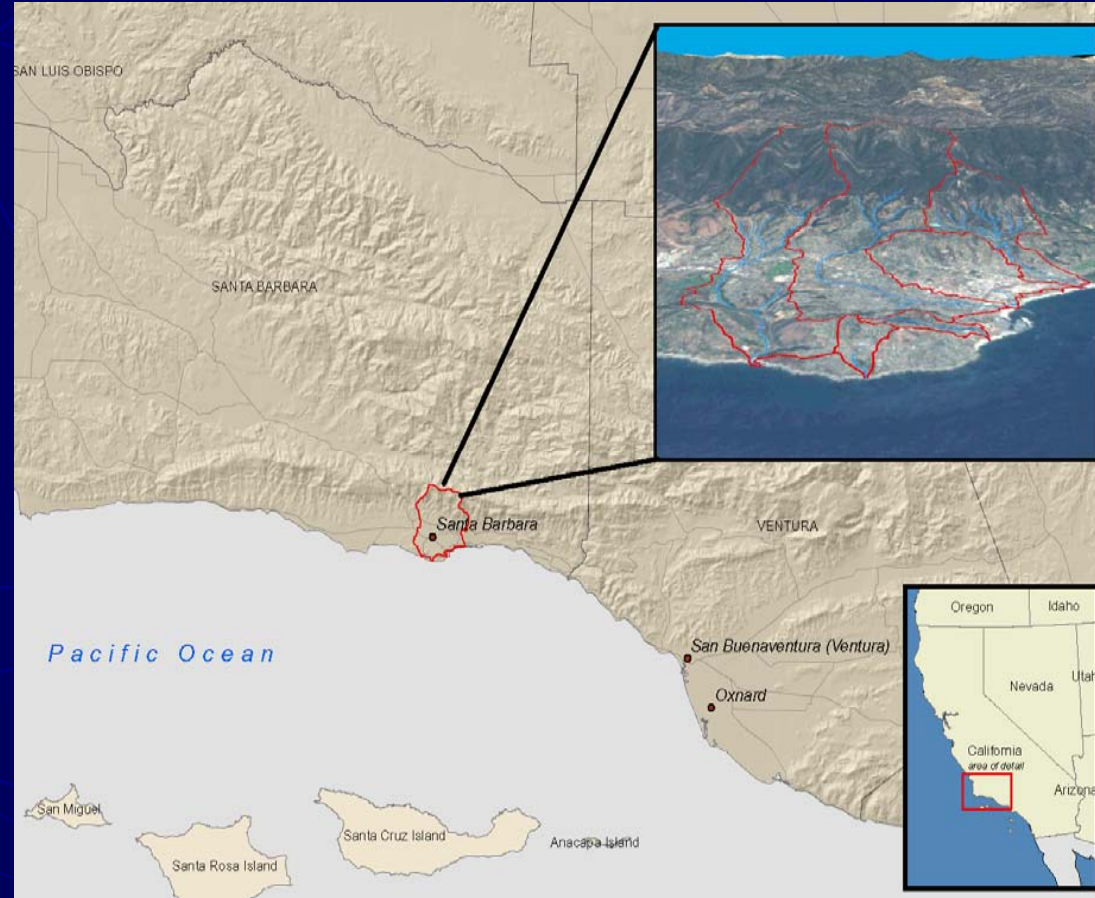 SAN LUIS OBISPO
SANTA BARBARA
Santa Barbara
VENTURA
Pacific Ocean
San Buenaventura (Ventura)
Oxnard
San Miguel
Santa Rosa Island
Santa Cruz Island
Anacapa Island
Oregon
Idaho
Nevada
Utah
California
area of detail
Arizona